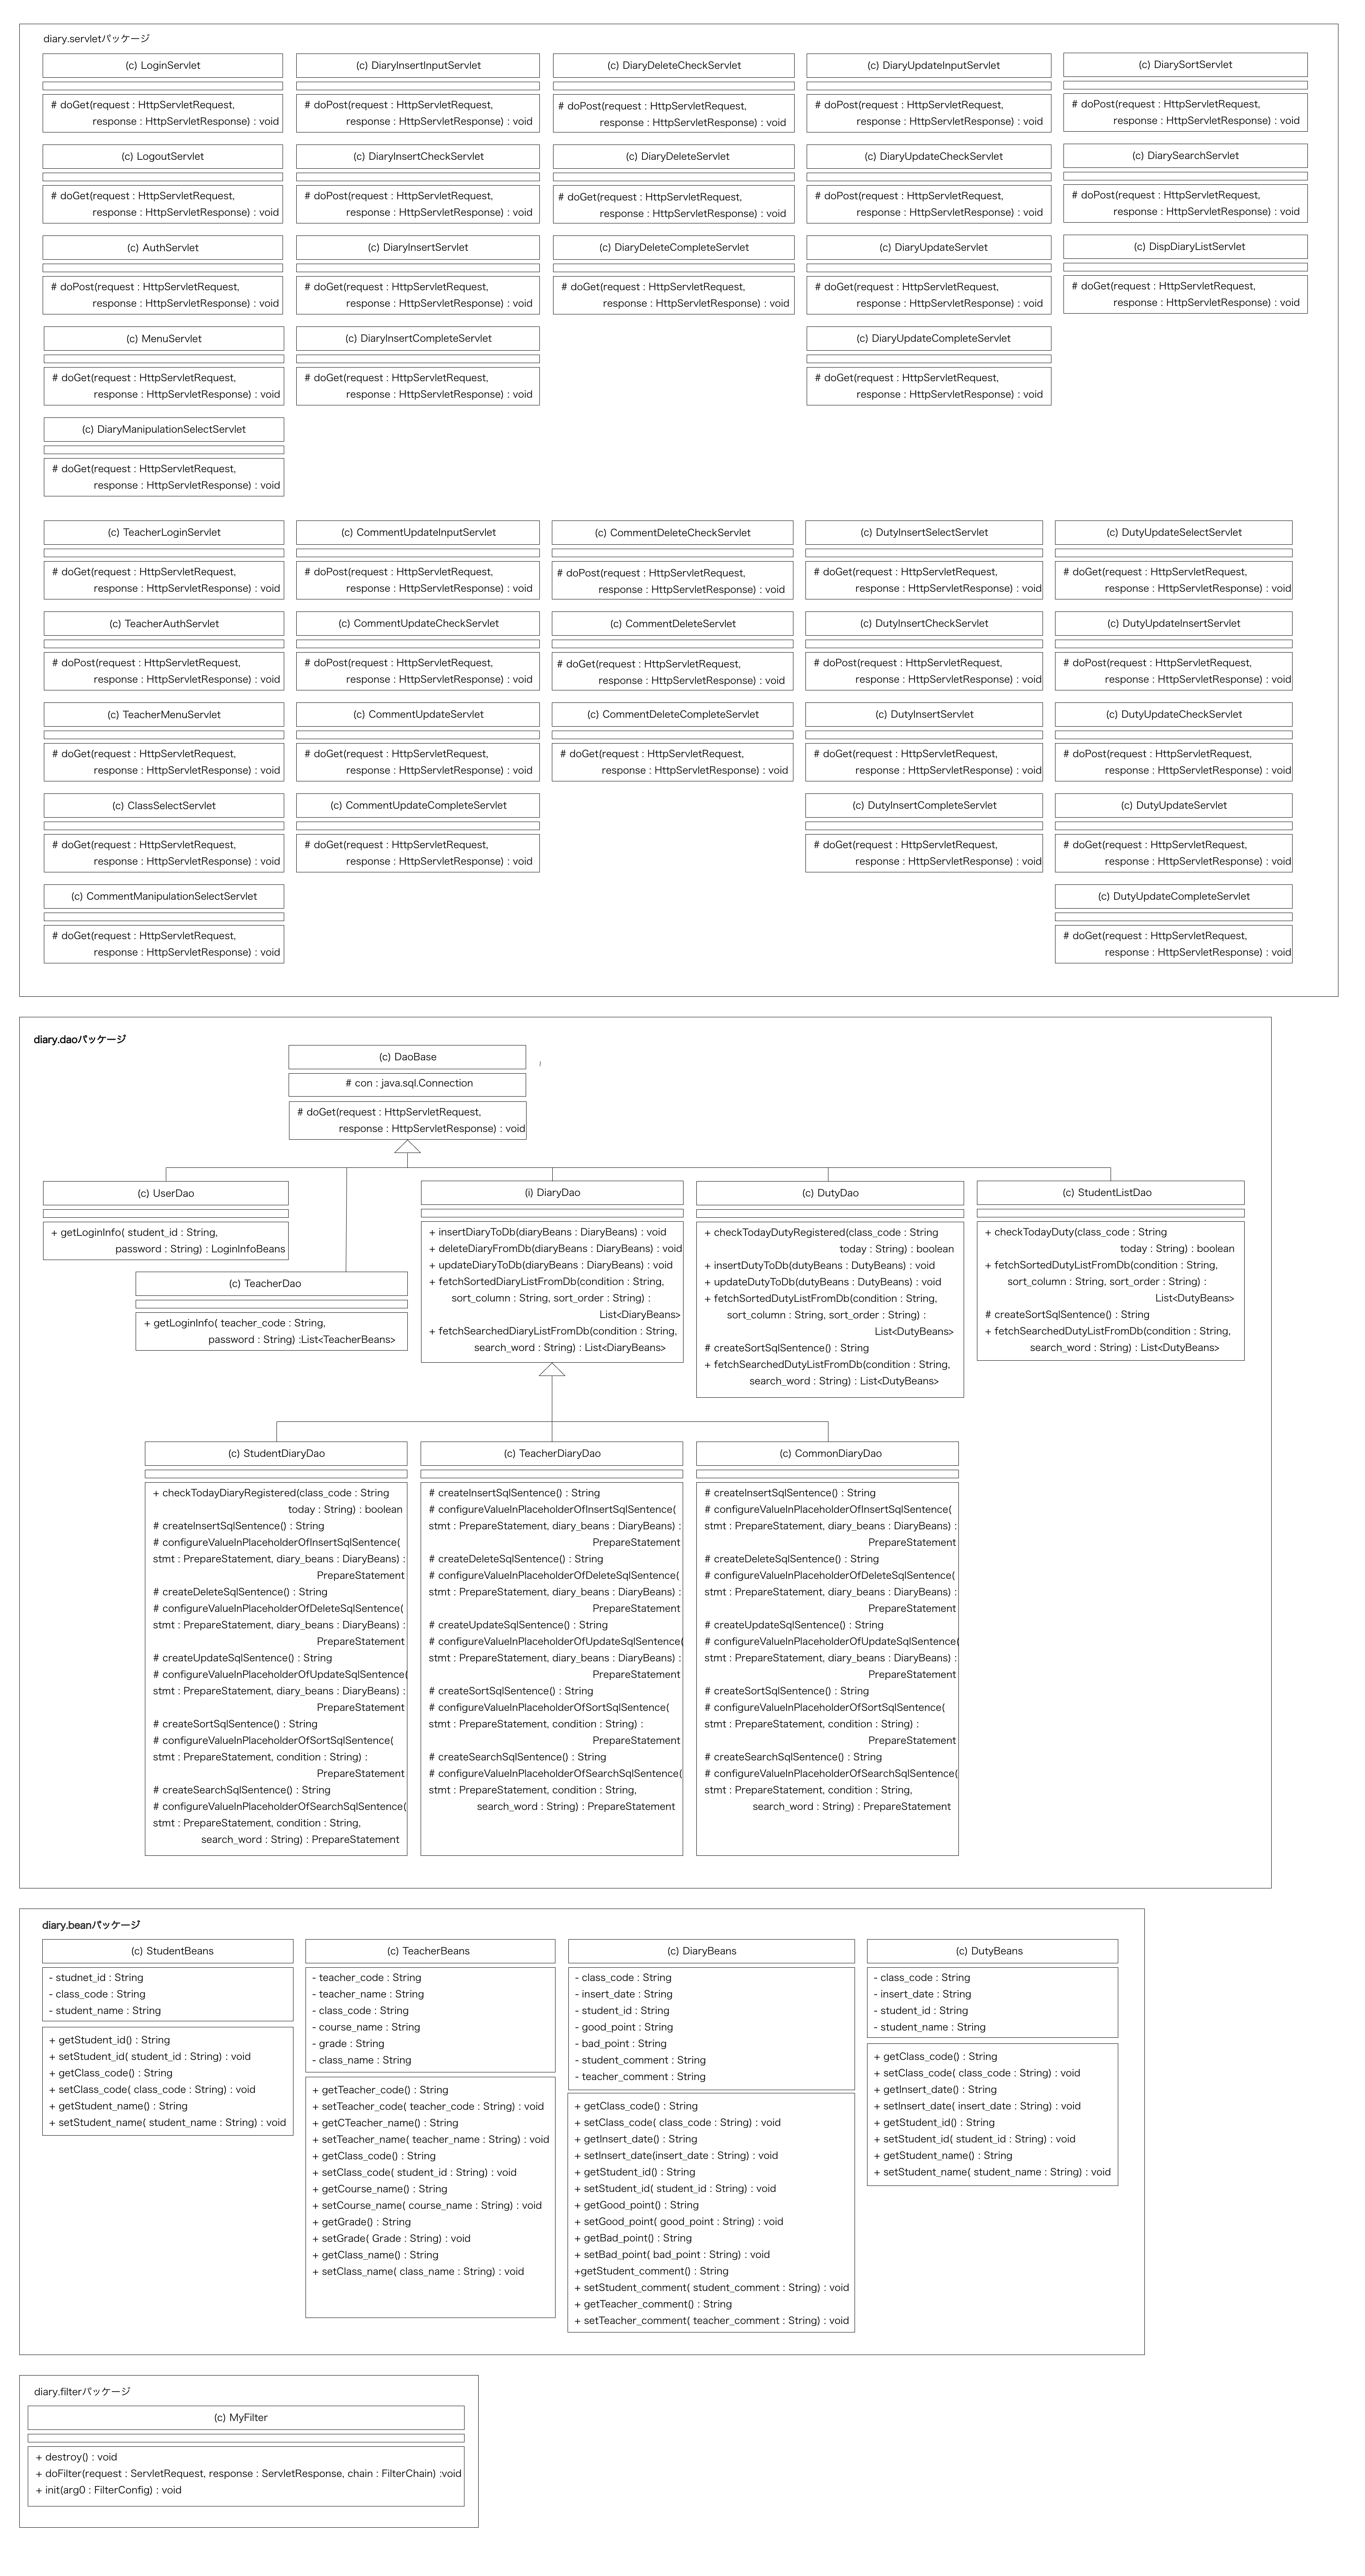 diary.servletパッケージ
(c) LoginServlet
# doGet(request : HttpServletRequest,
response : HttpServletResponse) : void
(c) LogoutServlet
# doGet(request : HttpServletRequest,
response : HttpServletResponse) : void
(c) AuthServlet
# doPost(request : HttpServletRequest,
response : HttpServletResponse) : void
(c) MenuServlet
# doGet(request : HttpServletRequest,
response : HttpServletResponse) : void
(c) DiaryManipulationSelectServlet
# doGet(request : HttpServletRequest,
response : HttpServletResponse) : void
(c) DiaryInsertInputServlet
# doPost(request : HttpServletRequest,
response : HttpServletResponse) : void
(c) DiaryInsertCheckServlet
# doPost(request : HttpServletRequest,
response : HttpServletResponse) : void
(c) DiaryInsertServlet
# doGet(request : HttpServletRequest,
response : HttpServletResponse) : void
(c) DiaryInsertCompleteServlet
# doGet(request : HttpServletRequest,
response : HttpServletResponse) : void
(c) DiaryDeleteCheckServlet
# doPost(request : HttpServletRequest,
response : HttpServletResponse) : void
(c) DiaryDeleteServlet
# doGet(request : HttpServletRequest,
response : HttpServletResponse) : void
(c) DiaryDeleteCompleteServlet
# doGet(request : HttpServletRequest,
response : HttpServletResponse) : void
(c) DiaryUpdateInputServlet
# doPost(request : HttpServletRequest,
response : HttpServletResponse) : void
(c) DiaryUpdateCheckServlet
# doPost(request : HttpServletRequest,
response : HttpServletResponse) : void
(c) DiaryUpdateServlet
# doGet(request : HttpServletRequest,
response : HttpServletResponse) : void
(c) DiaryUpdateCompleteServlet
# doGet(request : HttpServletRequest,
response : HttpServletResponse) : void
(c) DiarySortServlet
# doPost(request : HttpServletRequest,
response : HttpServletResponse) : void
(c) DiarySearchServlet
# doPost(request : HttpServletRequest,
response : HttpServletResponse) : void
(c) DispDiaryListServlet
# doGet(request : HttpServletRequest,
response : HttpServletResponse) : void
(c) TeacherLoginServlet
# doGet(request : HttpServletRequest,
response : HttpServletResponse) : void
(c) TeacherAuthServlet
# doPost(request : HttpServletRequest,
response : HttpServletResponse) : void
(c) TeacherMenuServlet
# doGet(request : HttpServletRequest,
response : HttpServletResponse) : void
(c) ClassSelectServlet
# doGet(request : HttpServletRequest,
response : HttpServletResponse) : void
(c) CommentManipulationSelectServlet
# doGet(request : HttpServletRequest,
response : HttpServletResponse) : void
(c) CommentUpdateInputServlet
# doPost(request : HttpServletRequest,
response : HttpServletResponse) : void
(c) CommentUpdateCheckServlet
# doPost(request : HttpServletRequest,
response : HttpServletResponse) : void
(c) CommentUpdateServlet
# doGet(request : HttpServletRequest,
response : HttpServletResponse) : void
(c) CommentUpdateCompleteServlet
# doGet(request : HttpServletRequest,
response : HttpServletResponse) : void
(c) CommentDeleteCheckServlet
# doPost(request : HttpServletRequest,
response : HttpServletResponse) : void
(c) CommentDeleteServlet
# doGet(request : HttpServletRequest,
response : HttpServletResponse) : void
(c) CommentDeleteCompleteServlet
# doGet(request : HttpServletRequest,
response : HttpServletResponse) : void
(c) DutyInsertSelectServlet
# doGet(request : HttpServletRequest,
response : HttpServletResponse) : void
(c) DutyInsertCheckServlet
# doPost(request : HttpServletRequest,
response : HttpServletResponse) : void
(c) DutyInsertServlet
# doGet(request : HttpServletRequest,
response : HttpServletResponse) : void
(c) DutyInsertCompleteServlet
# doGet(request : HttpServletRequest,
response : HttpServletResponse) : void
(c) DutyUpdateSelectServlet
# doGet(request : HttpServletRequest,
response : HttpServletResponse) : void
(c) DutyUpdateInsertServlet
# doPost(request : HttpServletRequest,
response : HttpServletResponse) : void
(c) DutyUpdateCheckServlet
# doPost(request : HttpServletRequest,
response : HttpServletResponse) : void
(c) DutyUpdateServlet
# doGet(request : HttpServletRequest,
response : HttpServletResponse) : void
(c) DutyUpdateCompleteServlet
# doGet(request : HttpServletRequest,
response : HttpServletResponse) : void
diary.daoパッケージ
(c) DaoBase
# con : java.sql.Connection
# doGet(request : HttpServletRequest,
response : HttpServletResponse) : void
(c) UserDao
+ getLoginInfo( student_id : String,
password : String) : LoginInfoBeans
(c) TeacherDao
+ getLoginInfo( teacher_code : String,
password : String) :List<TeacherBeans>
(i) DiaryDao
+ insertDiaryToDb(diaryBeans : DiaryBeans) : void
+ deleteDiaryFromDb(diaryBeans : DiaryBeans) : void
+ updateDiaryToDb(diaryBeans : DiaryBeans) : void
+ fetchSortedDiaryListFromDb(condition : String,
sort_column : String, sort_order : String) :
List<DiaryBeans>
+ fetchSearchedDiaryListFromDb(condition : String,
search_word : String) : List<DiaryBeans>
(c) DutyDao
+ checkTodayDutyRegistered(class_code : String
today : String) : boolean
+ insertDutyToDb(dutyBeans : DutyBeans) : void
+ updateDutyToDb(dutyBeans : DutyBeans) : void
+ fetchSortedDutyListFromDb(condition : String,
sort_column : String, sort_order : String) :
List<DutyBeans>
# createSortSqlSentence() : String
+ fetchSearchedDutyListFromDb(condition : String,
search_word : String) : List<DutyBeans>
(c) StudentListDao
+ checkTodayDuty(class_code : String
today : String) : boolean
+ fetchSortedDutyListFromDb(condition : String,
sort_column : String, sort_order : String) :
List<DutyBeans>
# createSortSqlSentence() : String
+ fetchSearchedDutyListFromDb(condition : String,
search_word : String) : List<DutyBeans>
(c) StudentDiaryDao
+ checkTodayDiaryRegistered(class_code : String
today : String) : boolean
# createInsertSqlSentence() : String
# configureValueInPlaceholderOfInsertSqlSentence(
stmt : PrepareStatement, diary_beans : DiaryBeans) :
PrepareStatement
# createDeleteSqlSentence() : String
# configureValueInPlaceholderOfDeleteSqlSentence(
stmt : PrepareStatement, diary_beans : DiaryBeans) :
PrepareStatement
# createUpdateSqlSentence() : String
# configureValueInPlaceholderOfUpdateSqlSentence(
stmt : PrepareStatement, diary_beans : DiaryBeans) :
PrepareStatement
# createSortSqlSentence() : String
# configureValueInPlaceholderOfSortSqlSentence(
stmt : PrepareStatement, condition : String) :
PrepareStatement
# createSearchSqlSentence() : String
# configureValueInPlaceholderOfSearchSqlSentence(
stmt : PrepareStatement, condition : String,
search_word : String) : PrepareStatement
(c) TeacherDiaryDao
# createInsertSqlSentence() : String
# configureValueInPlaceholderOfInsertSqlSentence(
stmt : PrepareStatement, diary_beans : DiaryBeans) :
PrepareStatement
# createDeleteSqlSentence() : String
# configureValueInPlaceholderOfDeleteSqlSentence(
stmt : PrepareStatement, diary_beans : DiaryBeans) :
PrepareStatement
# createUpdateSqlSentence() : String
# configureValueInPlaceholderOfUpdateSqlSentence(
stmt : PrepareStatement, diary_beans : DiaryBeans) :
PrepareStatement
# createSortSqlSentence() : String
# configureValueInPlaceholderOfSortSqlSentence(
stmt : PrepareStatement, condition : String) :
PrepareStatement
# createSearchSqlSentence() : String
# configureValueInPlaceholderOfSearchSqlSentence(
stmt : PrepareStatement, condition : String,
search_word : String) : PrepareStatement
(c) CommonDiaryDao
# createInsertSqlSentence() : String
# configureValueInPlaceholderOfInsertSqlSentence(
stmt : PrepareStatement, diary_beans : DiaryBeans) :
PrepareStatement
# createDeleteSqlSentence() : String
# configureValueInPlaceholderOfDeleteSqlSentence(
stmt : PrepareStatement, diary_beans : DiaryBeans) :
PrepareStatement
# createUpdateSqlSentence() : String
# configureValueInPlaceholderOfUpdateSqlSentence(
stmt : PrepareStatement, diary_beans : DiaryBeans) :
PrepareStatement
# createSortSqlSentence() : String
# configureValueInPlaceholderOfSortSqlSentence(
stmt : PrepareStatement, condition : String) :
PrepareStatement
# createSearchSqlSentence() : String
# configureValueInPlaceholderOfSearchSqlSentence(
stmt : PrepareStatement, condition : String,
search_word : String) : PrepareStatement
diary.beanパッケージ
(c) StudentBeans
- studnet_id : String
- class_code : String
- student_name : String
+ getStudent_id() : String
+ setStudent_id( student_id : String) : void
+ getClass_code() : String
+ setClass_code( class_code : String) : void
+ getStudent_name() : String
+ setStudent_name( student_name : String) : void
(c) TeacherBeans
- teacher_code : String
- teacher_name : String
- class_code : String
- course_name : String
- grade : String
- class_name : String
+ getTeacher_code() : String
+ setTeacher_code( teacher_code : String) : void
+ getCTeacher_name() : String
+ setTeacher_name( teacher_name : String) : void
+ getClass_code() : String
+ setClass_code( student_id : String) : void
+ getCourse_name() : String
+ setCourse_name( course_name : String) : void
+ getGrade() : String
+ setGrade( Grade : String) : void
+ getClass_name() : String
+ setClass_name( class_name : String) : void
(c) DiaryBeans
- class_code : String
- insert_date : String
- student_id : String
- good_point : String
- bad_point : String
- student_comment : String
- teacher_comment : String
+ getClass_code() : String
+ setClass_code( class_code : String) : void
+ getInsert_date() : String
+ setInsert_date(insert_date : String) : void
+ getStudent_id() : String
+ setStudent_id( student_id : String) : void
+ getGood_point() : String
+ setGood_point( good_point : String) : void
+ getBad_point() : String
+ setBad_point( bad_point : String) : void
+getStudent_comment() : String
+ setStudent_comment( student_comment : String) : void
+ getTeacher_comment() : String
+ setTeacher_comment( teacher_comment : String) : void
(c) DutyBeans
- class_code : String
- insert_date : String
- student_id : String
- student_name : String
+ getClass_code() : String
+ setClass_code( class_code : String) : void
+ getInsert_date() : String
+ setInsert_date( insert_date : String) : void
+ getStudent_id() : String
+ setStudent_id( student_id : String) : void
+ getStudent_name() : String
+ setStudent_name( student_name : String) : void
diary.filterパッケージ
(c) MyFilter
+ destroy() : void
+ doFilter(request : ServletRequest, response : ServletResponse, chain : FilterChain) :void
+ init(arg0 : FilterConfig) : void